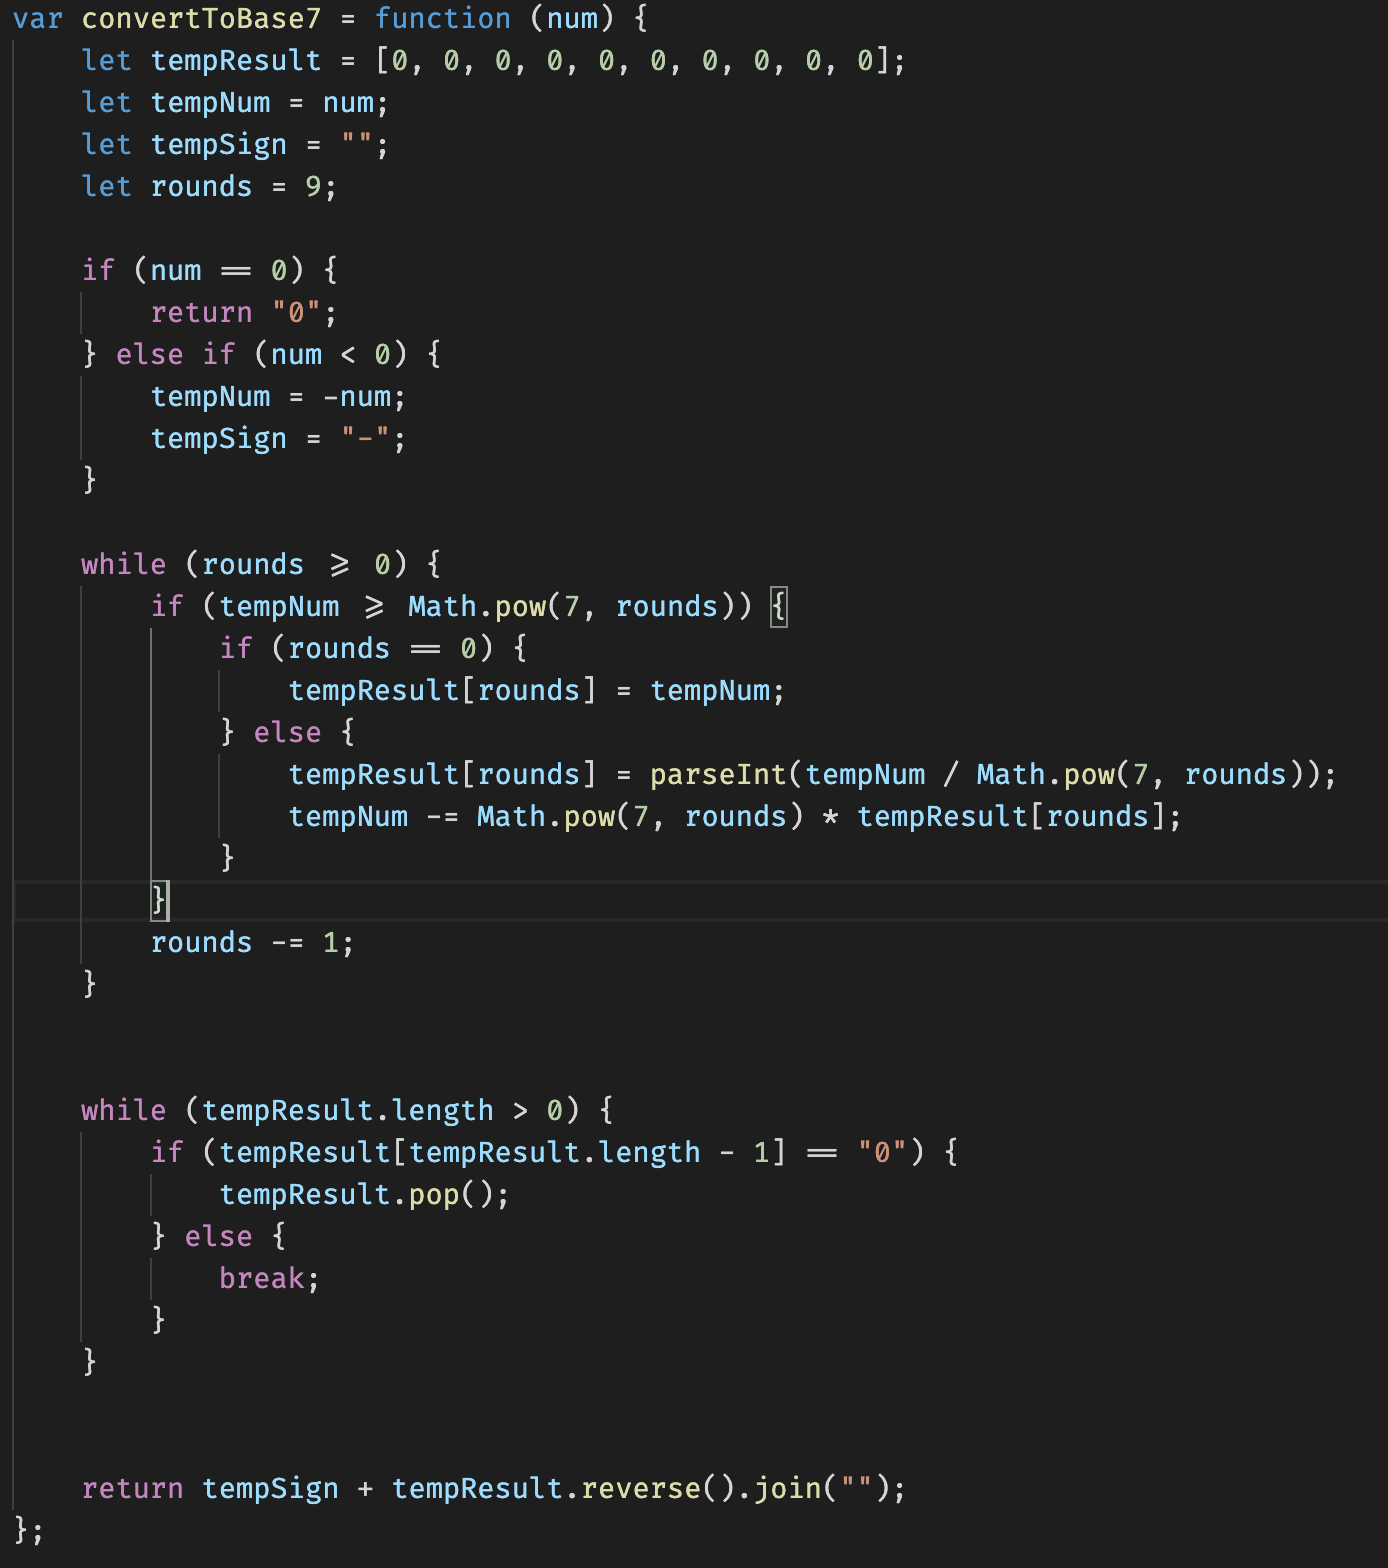 var convertToBase7 = function (num) {
    let tempResult = [0, 0, 0, 0, 0, 0, 0, 0, 0, 0];
    let tempNum = num;
    let tempSign = "";
    let rounds = 9;

    if (num == 0) {
        return "0";
    } else if (num < 0) {
        tempNum = -num;
        tempSign = "-";
    }

    while (rounds >= 0) {
        if (tempNum >= Math.pow(7, rounds)) {
            if (rounds == 0) {
                tempResult[rounds] = tempNum;
            } else {
                tempResult[rounds] = parseInt(tempNum / Math.pow(7, rounds));
                tempNum -= Math.pow(7, rounds) * tempResult[rounds];
            }
        }
        rounds -= 1;
    }

    while (tempResult.length > 0) {
        if (tempResult[tempResult.length - 1] == "0") {
            tempResult.pop();
        } else {
            break;
        }
    }

    return tempSign + tempResult.reverse().join("");
};